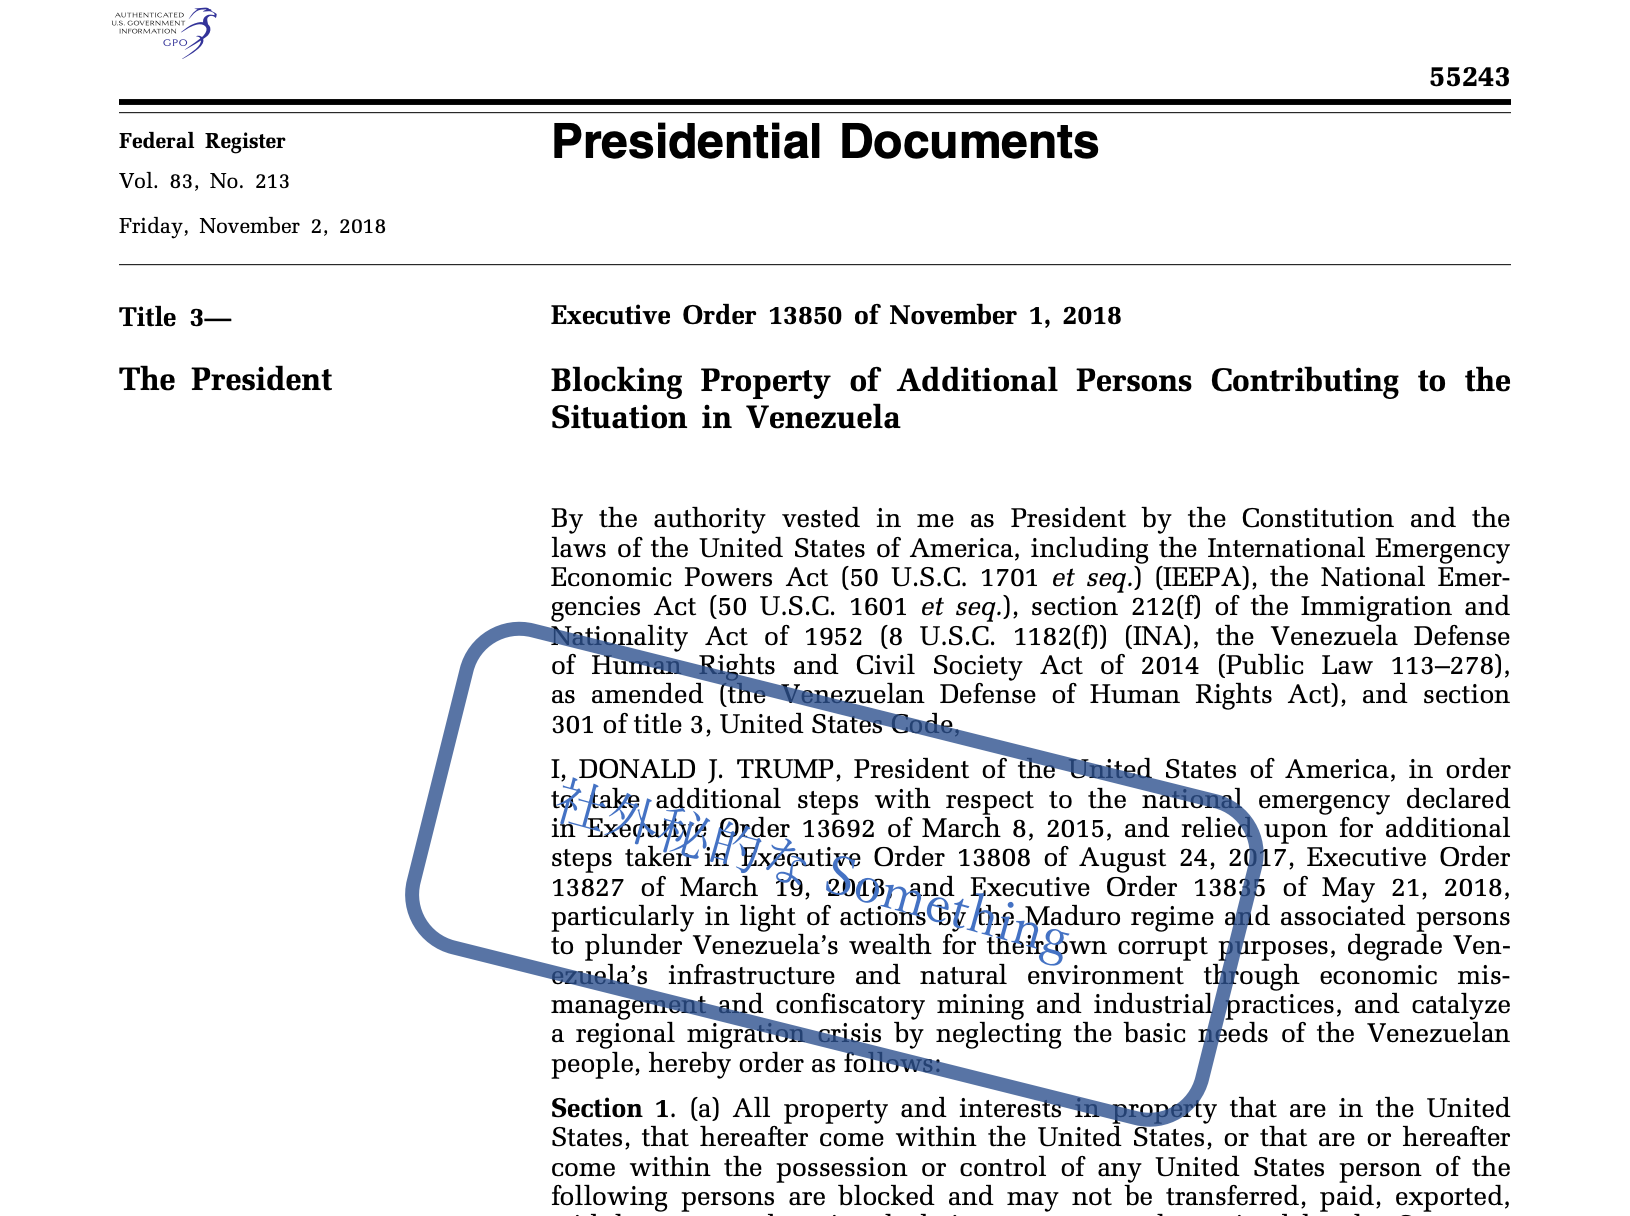 AUTHENTICATED
U.S. GOVERNMENT
INFORMATION
GPO
55243
Federal Register
Vol. 83, No. 213
Friday, November 2, 2018
Presidential Documents
Title 3—
The President
Executive Order 13850 of November 1, 2018
Blocking Property of Additional Persons Contributing to the
Situation in Venezuela
By the authority vested in me as President by the Constitution and the
laws of the United States of America, including the International Emergency
Economic Powers Act (50 U.S.C. 1701 et seq.) (IEEPA), the National Emer-
gencies Act (50 U.S.C. 1601 et seq.), section 212(f) of the Immigration and
Nationality Act of 1952 (8 U.S.C. 1182(f)) (INA), the Venezuela Defense
of Human Rights and Civil Society Act of 2014 (Public Law 113–278),
as amended (the Venezuelan Defense of Human Rights Act), and section
301 of title 3, United States Code,
I, DONALD J. TRUMP, President of the United States of America, in order
to take additional steps with respect to the national emergency declared
in Executive Order 13692 of March 8, 2015, and relied upon for additional
steps taken in Executive Order 13808 of August 24, 2017, Executive Order
13827 of March 19, 2018, and Executive Order 13835 of May 21, 2018,
particularly in light of actions by the Maduro regime and associated persons
to plunder Venezuela's wealth for their own corrupt purposes, degrade Ven-
ezuela's infrastructure and natural environment through economic mis-
management and confiscatory mining and industrial practices, and catalyze
a regional migration crisis by neglecting the basic needs of the Venezuelan
people, hereby order as follows:
Section 1. (a) All property and interests in property that are in the United
States, that hereafter come within the United States, or that are or hereafter
come within the possession or control of any United States person of the
following persons are blocked and may not be transferred, paid, exported,
社外秘的な Something